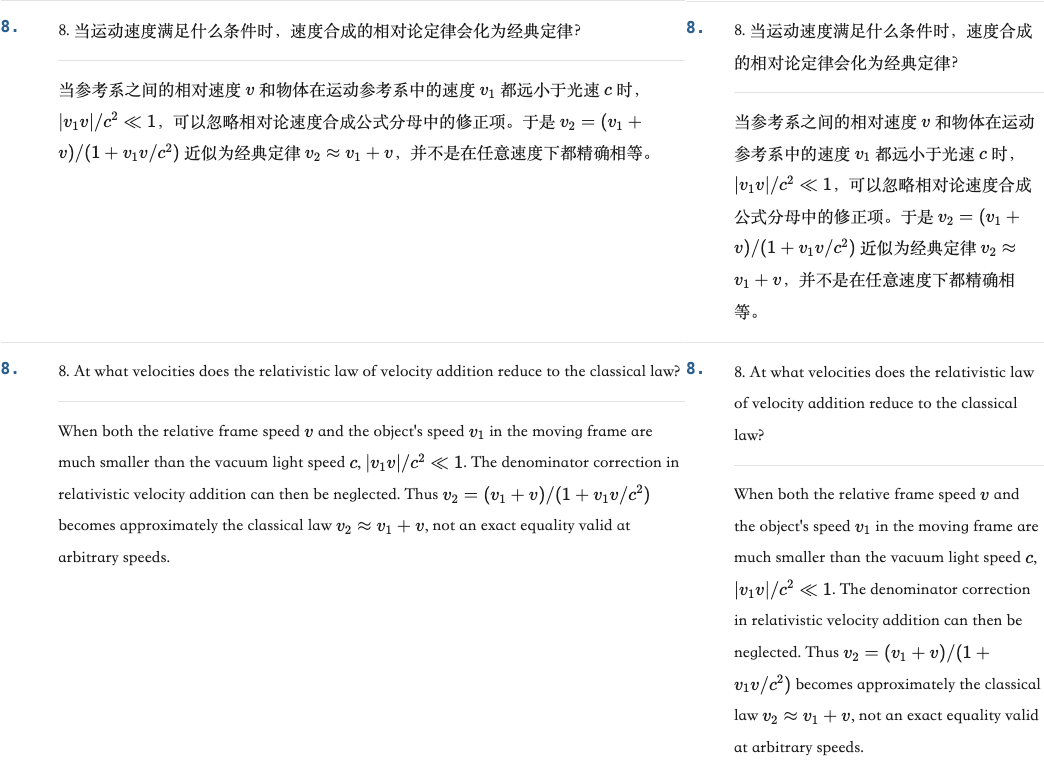 8.
8. 当运动速度满足什么条件时，速度合成的相对论定律会化为经典定律?
当参考系之间的相对速度 v 和物体在运动参考系中的速度 v₁ 都远小于光速 c 时，
|v₁v|/c² ≪ 1，可以忽略相对论速度合成公式分母中的修正项。于是 v₂ = (v₁ +
v)/(1 + v₁v/c²) 近似为经典定律 v₂ ≈ v₁ + v，并不是在任意速度下都精确相等。
8.
8. 当运动速度满足什么条件时，速度合成
的相对论定律会化为经典定律?
当参考系之间的相对速度 v 和物体在运动
参考系中的速度 v₁ 都远小于光速 c 时，
|v₁v|/c² ≪ 1，可以忽略相对论速度合成
公式分母中的修正项。于是 v₂ = (v₁ +
v)/(1 + v₁v/c²) 近似为经典定律 v₂ ≈
v₁ + v，并不是在任意速度下都精确相
等。
8.
8. At what velocities does the relativistic law of velocity addition reduce to the classical law?
When both the relative frame speed v and the object's speed v₁ in the moving frame are
much smaller than the vacuum light speed c, |v₁v|/c² ≪ 1. The denominator correction in
relativistic velocity addition can then be neglected. Thus v₂ = (v₁ + v)/(1 + v₁v/c²)
becomes approximately the classical law v₂ ≈ v₁ + v, not an exact equality valid at
arbitrary speeds.
8.
8. At what velocities does the relativistic law
of velocity addition reduce to the classical
law?
When both the relative frame speed v and
the object's speed v₁ in the moving frame are
much smaller than the vacuum light speed c,
|v₁v|/c² ≪ 1. The denominator correction
in relativistic velocity addition can then be
neglected. Thus v₂ = (v₁ + v)/(1 +
v₁v/c²) becomes approximately the classical
law v₂ ≈ v₁ + v, not an exact equality valid
at arbitrary speeds.